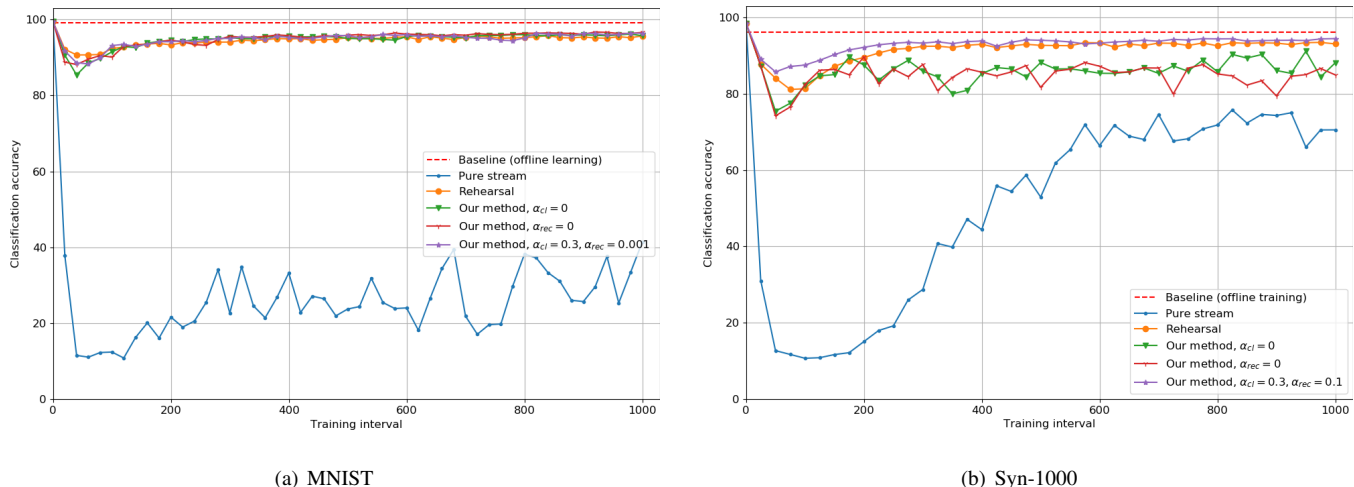 100
80
60
40
20
0
Classification accuracy
Baseline (offline learning)
Pure stream
Rehearsal
Our method, α_cl = 0
Our method, α_rec = 0
Our method, α_cl = 0.3, α_rec = 0.001
0 200 400 600 800 1000
Training interval
(a) MNIST
100
80
60
40
20
0
Classification accuracy
Baseline (offline training)
Pure stream
Rehearsal
Our method, α_cl = 0
Our method, α_rec = 0
Our method, α_cl = 0.3, α_rec = 0.1
0 200 400 600 800 1000
Training interval
(b) Syn-1000